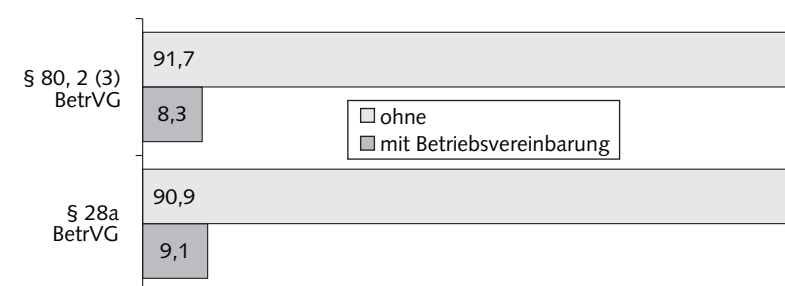 § 80, 2 (3)
BetrVG
91,7
8,3
ohne
mit Betriebsvereinbarung
§ 28a
BetrVG
90,9
9,1